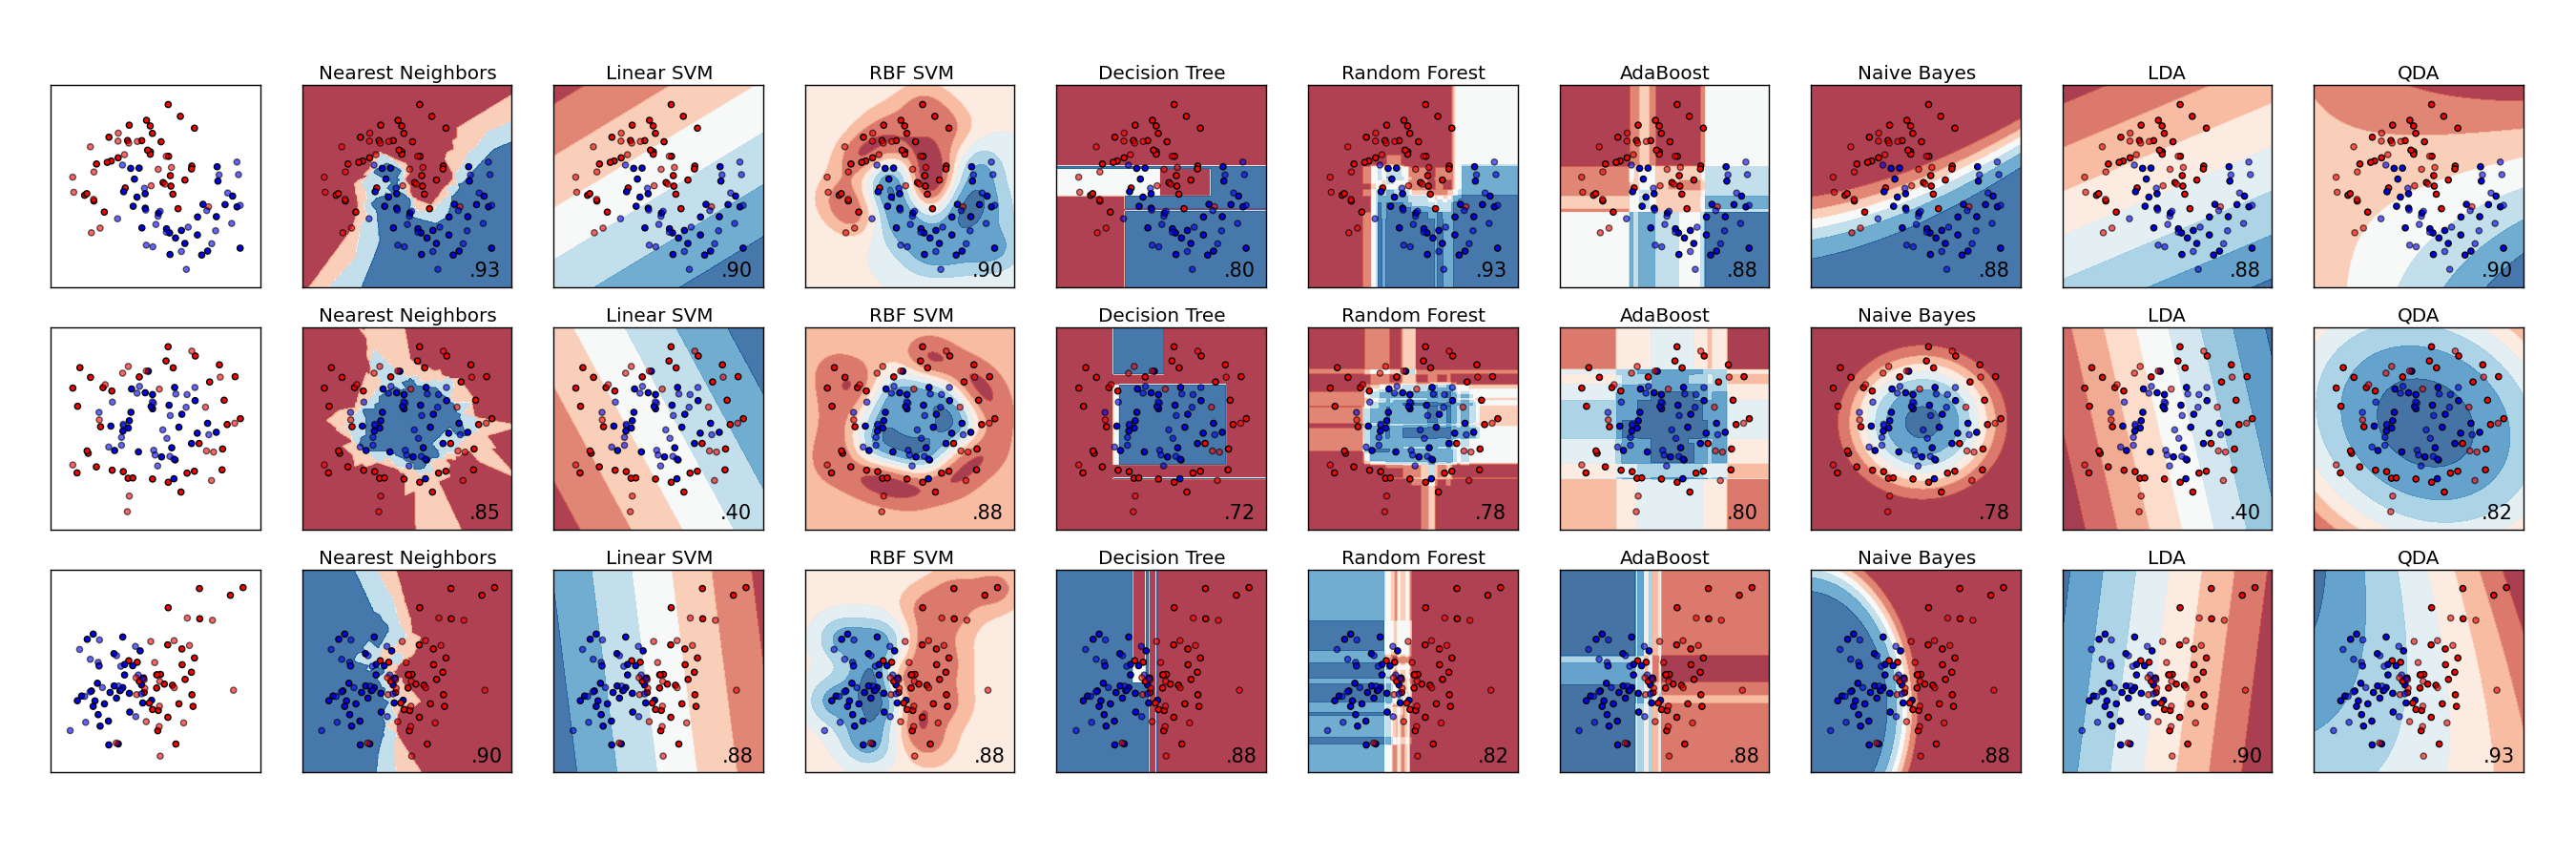 Nearest Neighbors Linear SVM RBF SVM Decision Tree Random Forest AdaBoost Naive Bayes LDA QDA
.93 .90 .90 .80 .93 .88 .88 .88 .90
Nearest Neighbors Linear SVM RBF SVM Decision Tree Random Forest AdaBoost Naive Bayes LDA QDA
.85 .40 .88 .72 .78 .80 .78 .40 .82
Nearest Neighbors Linear SVM RBF SVM Decision Tree Random Forest AdaBoost Naive Bayes LDA QDA
.90 .88 .88 .88 .82 .88 .88 .90 .93